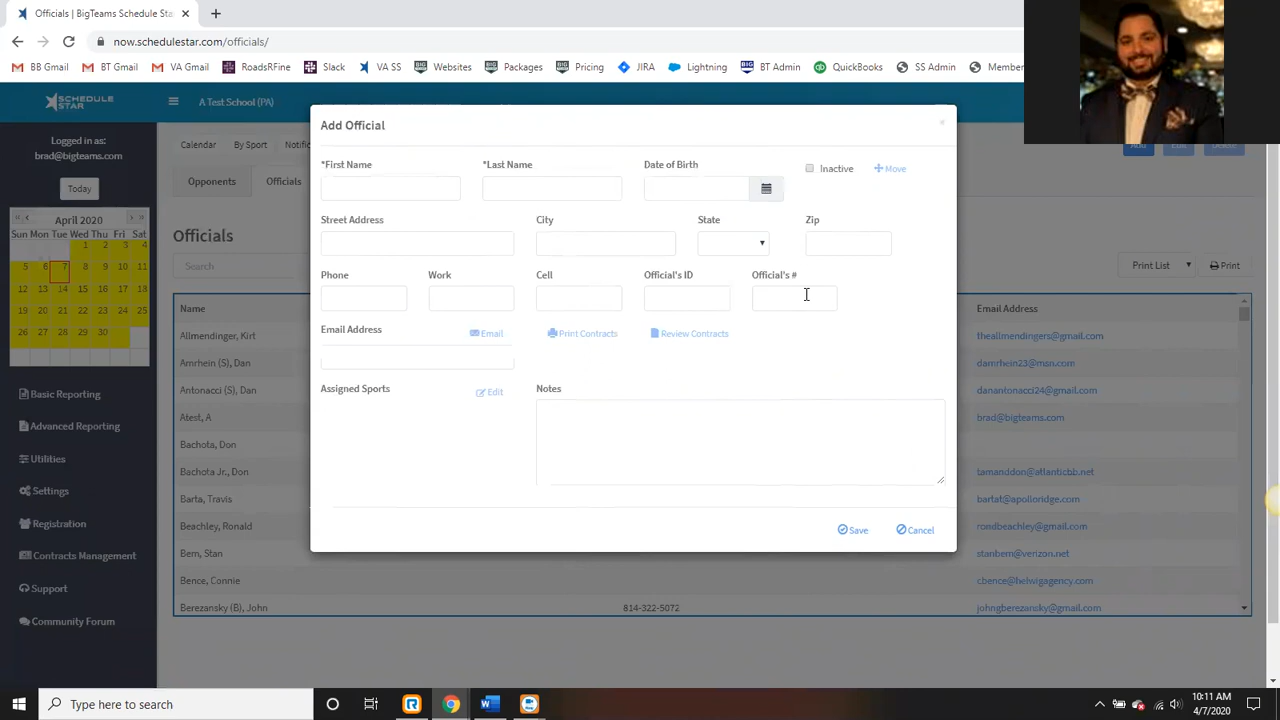 Officials | BigTeams Schedule Sta
now.schedulestar.com/officials/
BB Gmail BT Gmail VA Gmail RoadsRFine Slack VA SS Websites Packages Pricing JIRA Lightning BT Admin QuickBooks SS Admin Membe
SCHEDULE STAR A Test School (PA)
Logged in as:
brad@bigteams.com
Today
April 2020
Sun Mon Tue Wed Thu Fri Sat
1 2 3 4
5 6 7 8 9 10 11
12 13 14 15 16 17 18
19 20 21 22 23 24 25
26 27 28 29 30
Basic Reporting
Advanced Reporting
Utilities
Settings
Registration
Contracts Management
Support
Community Forum
Calendar By Sport Notific
Add Edit Delete
Opponents Officials
Officials
Search
Print List Print
Name Email Address
Allmendinger, Kirt theallmendingers@gmail.com
Amrhein (S), Dan damrhein23@msn.com
Antonacci (S), Dan danantonacci24@gmail.com
Atest, A brad@bigteams.com
Bachota, Don
Bachota Jr., Don tamanddon@atlanticbb.net
Barta, Travis bartat@apolloridge.com
Beachley, Ronald rondbeachley@gmail.com
Bem, Stan stanbem@verizon.net
Bence, Connie cbence@helwigagency.com
Berezansky (B), John 814-322-5072 johngberezansky@gmail.com
Add Official
*First Name *Last Name Date of Birth Inactive Move
Street Address City State Zip
Phone Work Cell Official's ID Official's #
Email Address Email Print Contracts Review Contracts
Assigned Sports Edit Notes
Save Cancel
Type here to search
10:11 AM
4/7/2020